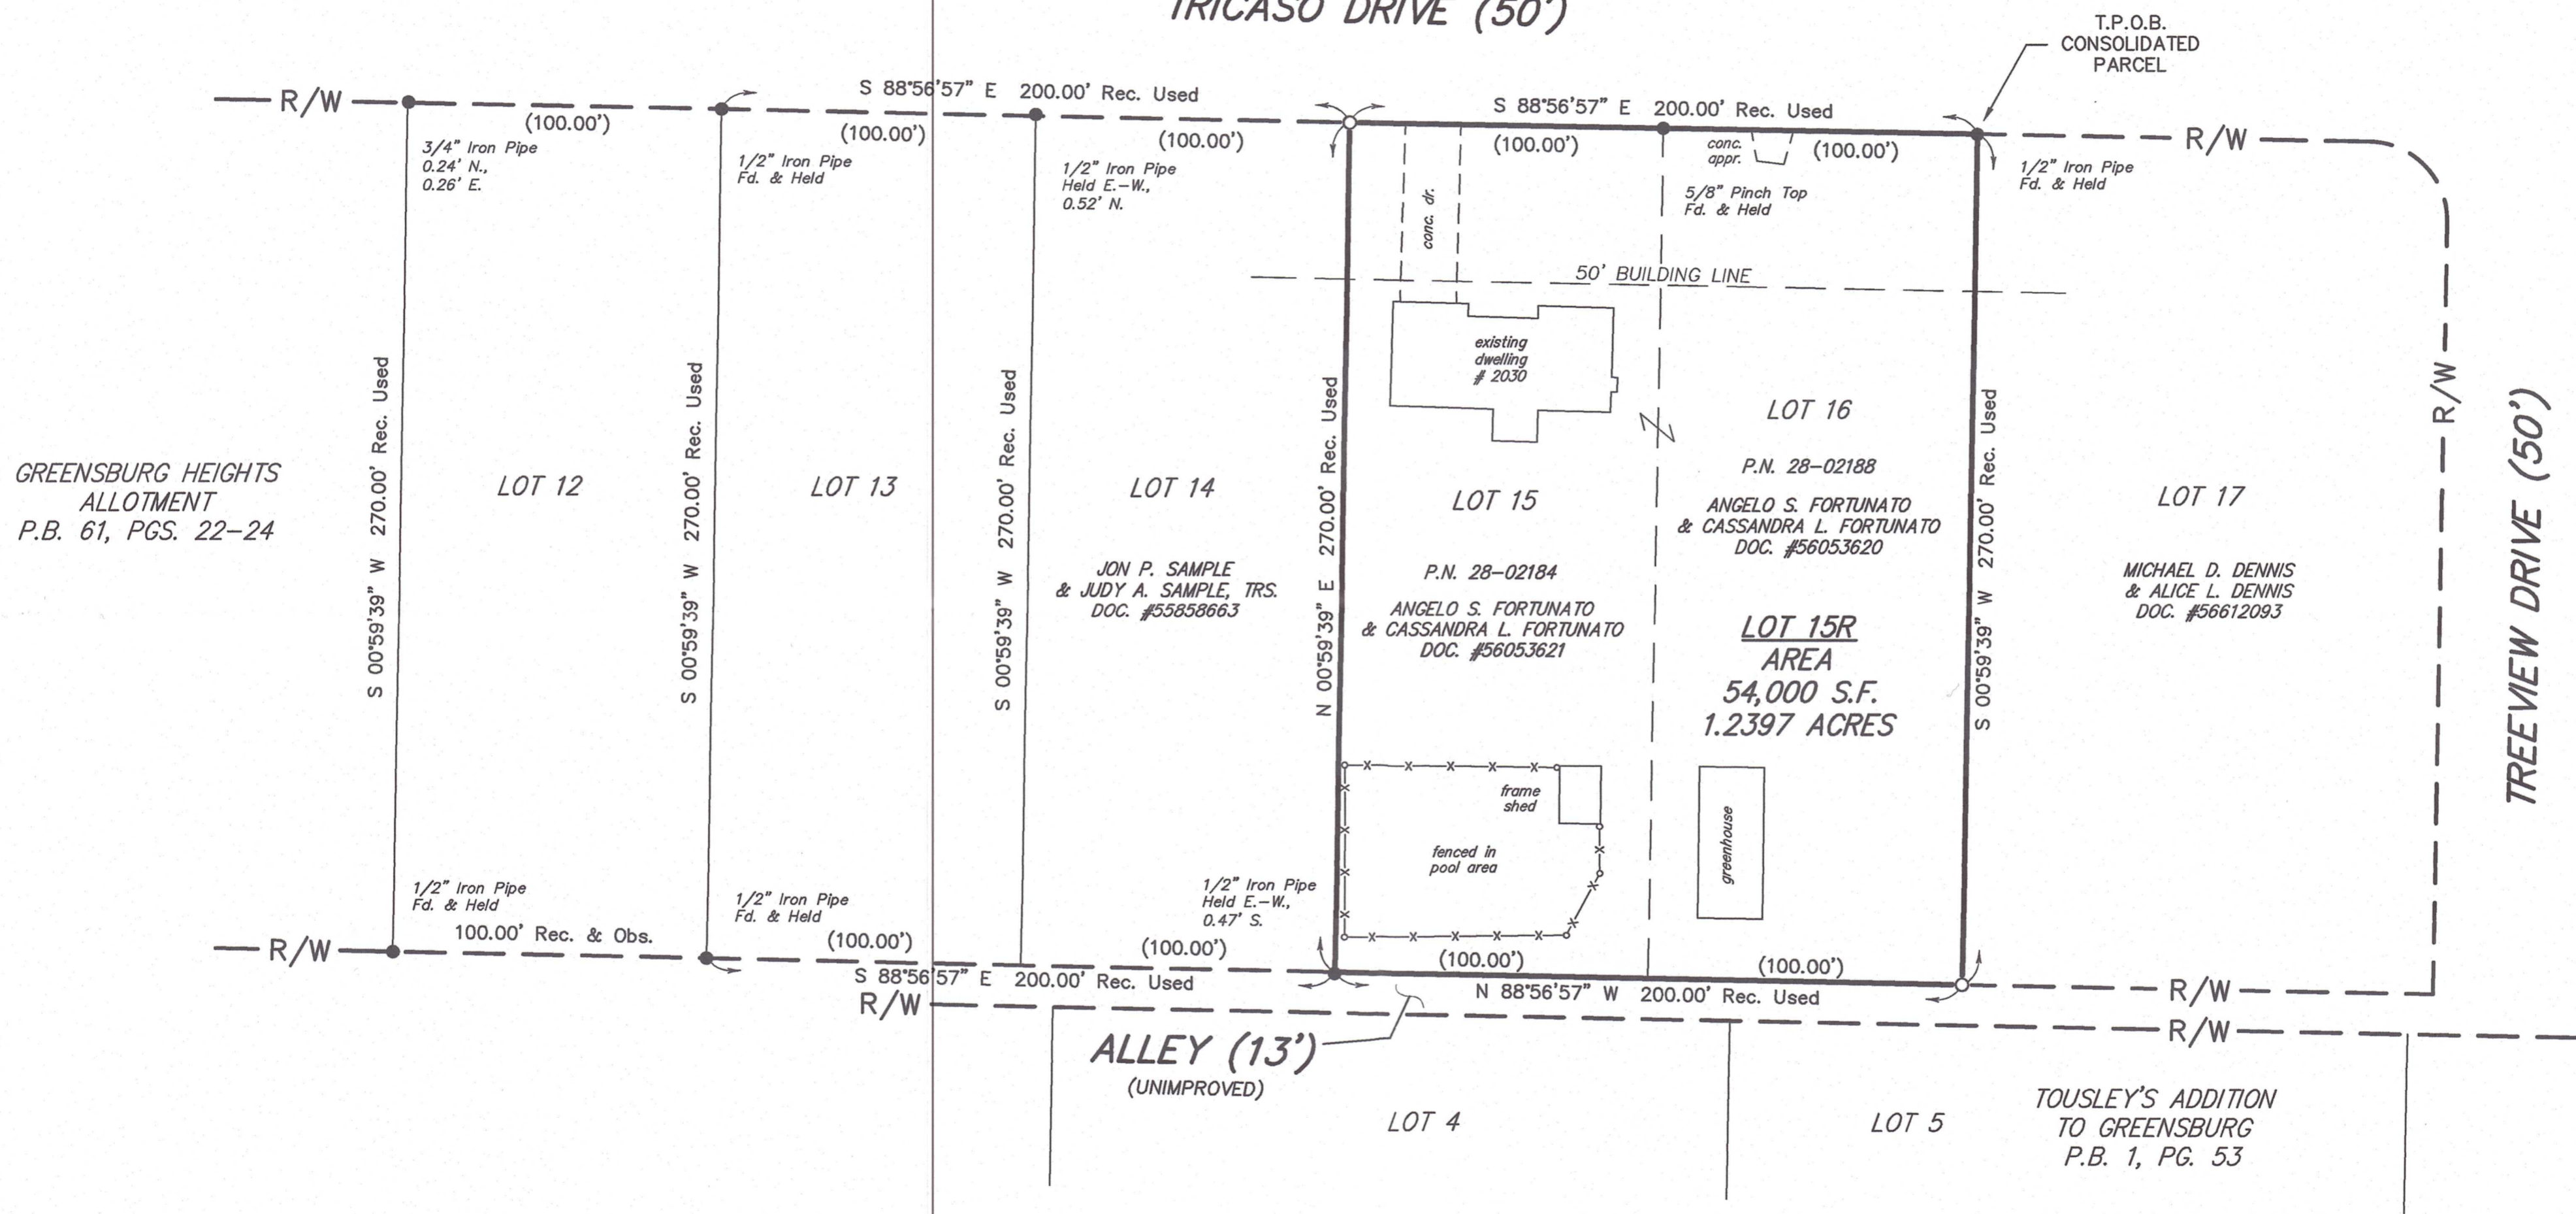 TRICASO DRIVE (50')
T.P.O.B.
CONSOLIDATED
PARCEL
R/W
S 88°56'57" E 200.00' Rec. Used
S 88°56'57" E 200.00' Rec. Used
R/W
(100.00')
(100.00')
(100.00')
(100.00')
(100.00')
3/4" Iron Pipe
0.24' N.,
0.26' E.
1/2" Iron Pipe
Fd. & Held
1/2" Iron Pipe
Held E.-W.,
0.52' N.
conc. dr.
conc.
appr.
5/8" Pinch Top
Fd. & Held
1/2" Iron Pipe
Fd. & Held
50' BUILDING LINE
existing
dwelling
# 2030
GREENSBURG HEIGHTS
ALLOTMENT
P.B. 61, PGS. 22-24
S 00°59'39" W 270.00' Rec. Used
LOT 12
S 00°59'39" W 270.00' Rec. Used
LOT 13
S 00°59'39" W 270.00' Rec. Used
LOT 14
JON P. SAMPLE
& JUDY A. SAMPLE, TRS.
DOC. #55858663
N 00°59'39" E 270.00' Rec. Used
LOT 15
P.N. 28-02184
ANGELO S. FORTUNATO
& CASSANDRA L. FORTUNATO
DOC. #56053621
LOT 16
P.N. 28-02188
ANGELO S. FORTUNATO
& CASSANDRA L. FORTUNATO
DOC. #56053620
LOT 15R
AREA
54,000 S.F.
1.2397 ACRES
S 00°59'39" W 270.00' Rec. Used
LOT 17
MICHAEL D. DENNIS
& ALICE L. DENNIS
DOC. #56612093
R/W
TREEVIEW DRIVE (50')
frame
shed
fenced in
pool area
greenhouse
1/2" Iron Pipe
Fd. & Held
1/2" Iron Pipe
Fd. & Held
1/2" Iron Pipe
Held E.-W.,
0.47' S.
R/W
100.00' Rec. & Obs.
(100.00')
(100.00')
(100.00')
(100.00')
S 88°56'57" E 200.00' Rec. Used
N 88°56'57" W 200.00' Rec. Used
R/W
R/W
R/W
ALLEY (13')
(UNIMPROVED)
LOT 4
LOT 5
TOUSLEY'S ADDITION
TO GREENSBURG
P.B. 1, PG. 53